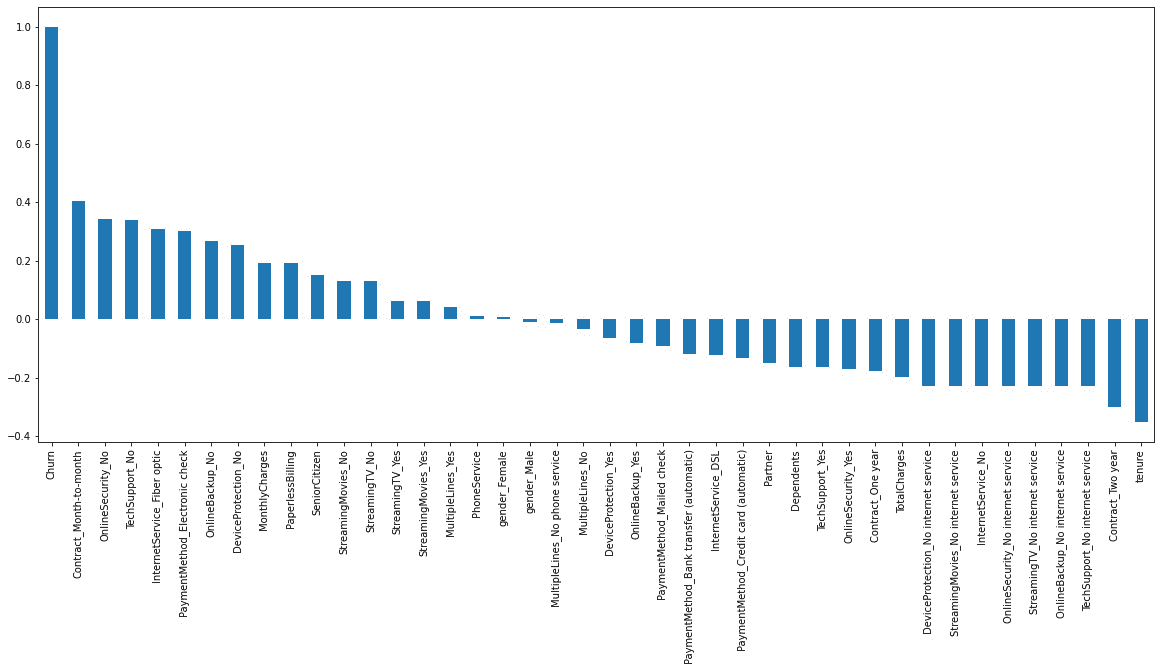 1.0
0.8
0.6
0.4
0.2
0.0
−0.2
−0.4
Churn
Contract_Month-to-month
OnlineSecurity_No
TechSupport_No
InternetService_Fiber optic
PaymentMethod_Electronic check
OnlineBackup_No
DeviceProtection_No
MonthlyCharges
PaperlessBilling
SeniorCitizen
StreamingMovies_No
StreamingTV_No
StreamingTV_Yes
StreamingMovies_Yes
MultipleLines_Yes
PhoneService
gender_Female
gender_Male
MultipleLines_No phone service
MultipleLines_No
DeviceProtection_Yes
OnlineBackup_Yes
PaymentMethod_Mailed check
PaymentMethod_Bank transfer (automatic)
InternetService_DSL
PaymentMethod_Credit card (automatic)
Partner
Dependents
TechSupport_Yes
OnlineSecurity_Yes
Contract_One year
TotalCharges
DeviceProtection_No internet service
StreamingMovies_No internet service
InternetService_No
OnlineSecurity_No internet service
StreamingTV_No internet service
OnlineBackup_No internet service
TechSupport_No internet service
Contract_Two year
tenure